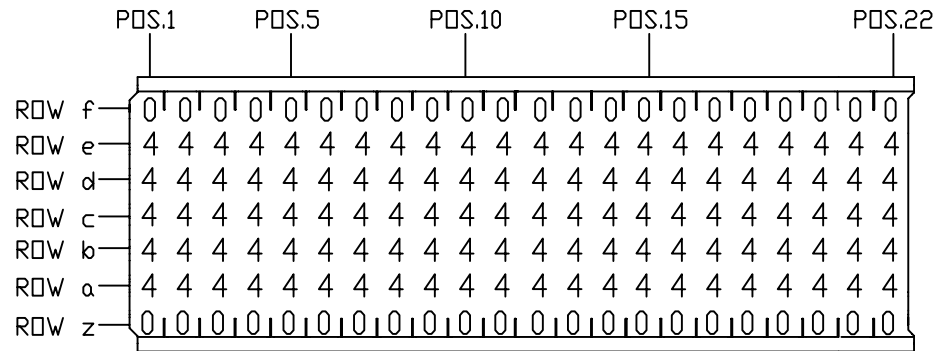 POS.1 POS.5 POS.10 POS.15 POS.22
ROW f 0 0 0 0 0 0 0 0 0 0 0 0 0 0 0 0 0 0 0 0 0 0
ROW e 4 4 4 4 4 4 4 4 4 4 4 4 4 4 4 4 4 4 4 4 4 4
ROW d 4 4 4 4 4 4 4 4 4 4 4 4 4 4 4 4 4 4 4 4 4 4
ROW c 4 4 4 4 4 4 4 4 4 4 4 4 4 4 4 4 4 4 4 4 4 4
ROW b 4 4 4 4 4 4 4 4 4 4 4 4 4 4 4 4 4 4 4 4 4 4
ROW a 4 4 4 4 4 4 4 4 4 4 4 4 4 4 4 4 4 4 4 4 4 4
ROW z 0 0 0 0 0 0 0 0 0 0 0 0 0 0 0 0 0 0 0 0 0 0